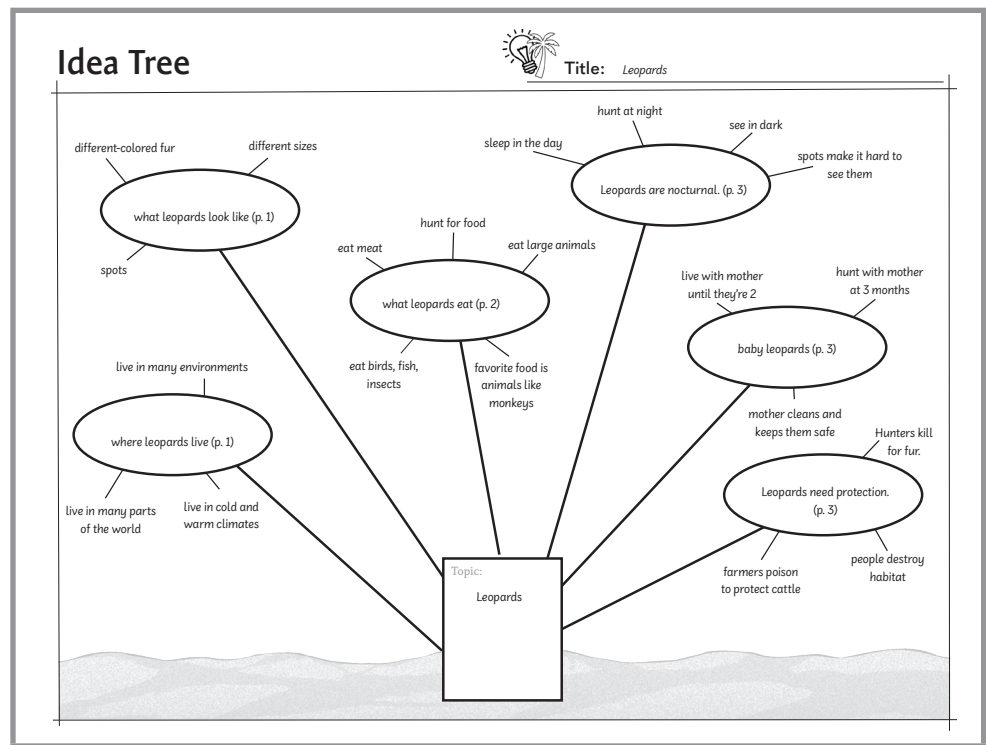 Idea Tree
Title: Leopards
different-colored fur
different sizes
what leopards look like (p. 1)
spots
hunt at night
sleep in the day
see in dark
spots make it hard to
see them
Leopards are nocturnal. (p. 3)
hunt for food
eat meat
eat large animals
what leopards eat (p. 2)
eat birds, fish,
insects
favorite food is
animals like
monkeys
live with mother
until they're 2
hunt with mother
at 3 months
baby leopards (p. 3)
mother cleans and
keeps them safe
live in many environments
where leopards live (p. 1)
live in many parts
of the world
live in cold and
warm climates
Hunters kill
for fur.
Leopards need protection.
(p. 3)
farmers poison
to protect cattle
people destroy
habitat
Topic:
Leopards